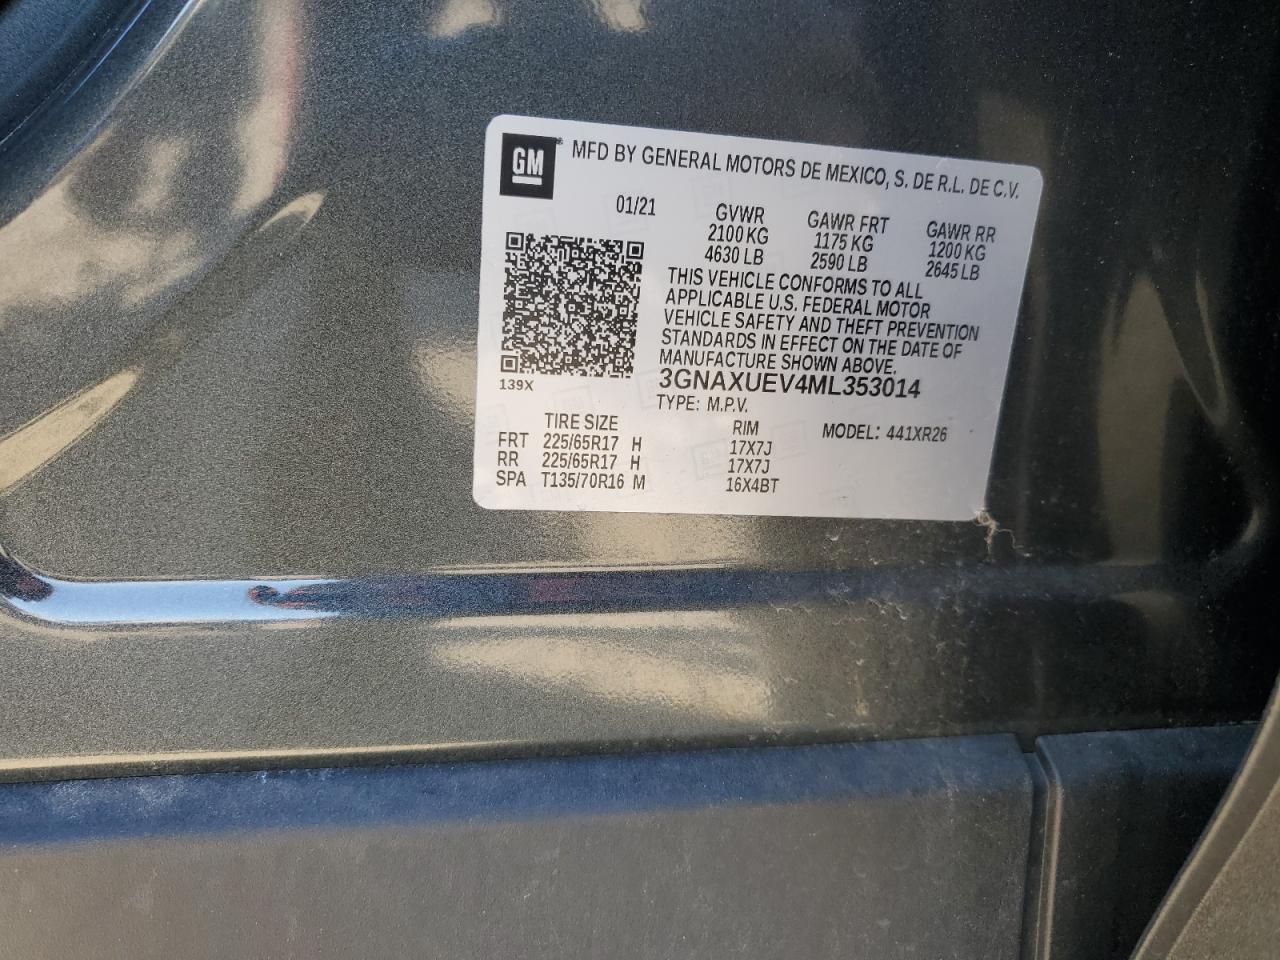 GM® MFD BY GENERAL MOTORS DE MEXICO, S. DE R.L. DE C.V.
01/21 GVWR GAWR FRT GAWR RR
2100 KG 1175 KG 1200 KG
4630 LB 2590 LB 2645 LB
THIS VEHICLE CONFORMS TO ALL
APPLICABLE U.S. FEDERAL MOTOR
VEHICLE SAFETY AND THEFT PREVENTION
STANDARDS IN EFFECT ON THE DATE OF
MANUFACTURE SHOWN ABOVE.
139X 3GNAXUEV4ML353014
TYPE: M.P.V.
TIRE SIZE RIM MODEL: 441XR26
FRT 225/65R17 H 17X7J
RR 225/65R17 H 17X7J
SPA T135/70R16 M 16X4BT